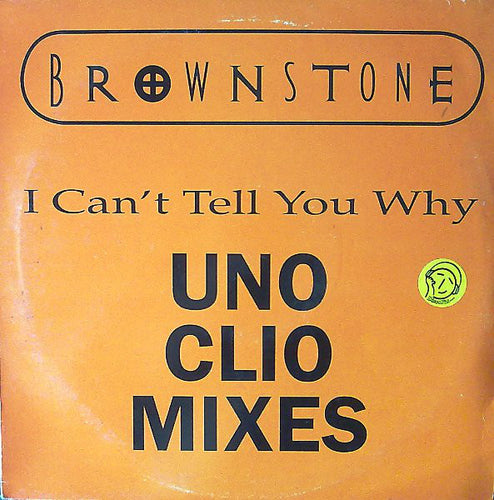 BROWNSTONE
I Can't Tell You Why
UNO
CLIO
MIXES